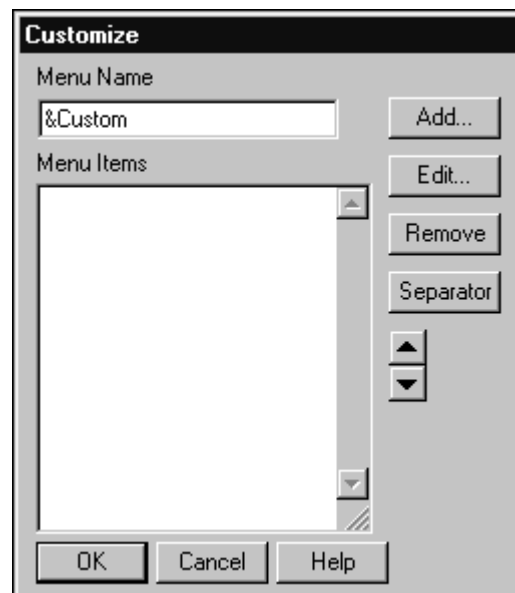 Customize
Menu Name
&Custom
Add...
Menu Items
Edit...
Remove
Separator
OK
Cancel
Help